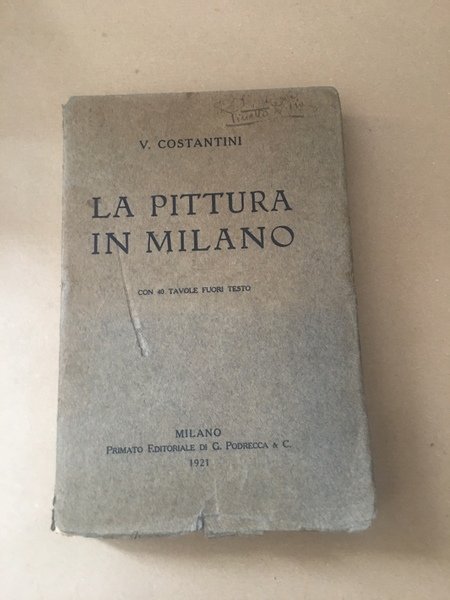 V. COSTANTINI
LA PITTURA
IN MILANO
CON 40 TAVOLE FUORI TESTO
MILANO
PRIMATO EDITORIALE DI G. PODRECCA & C.
1921